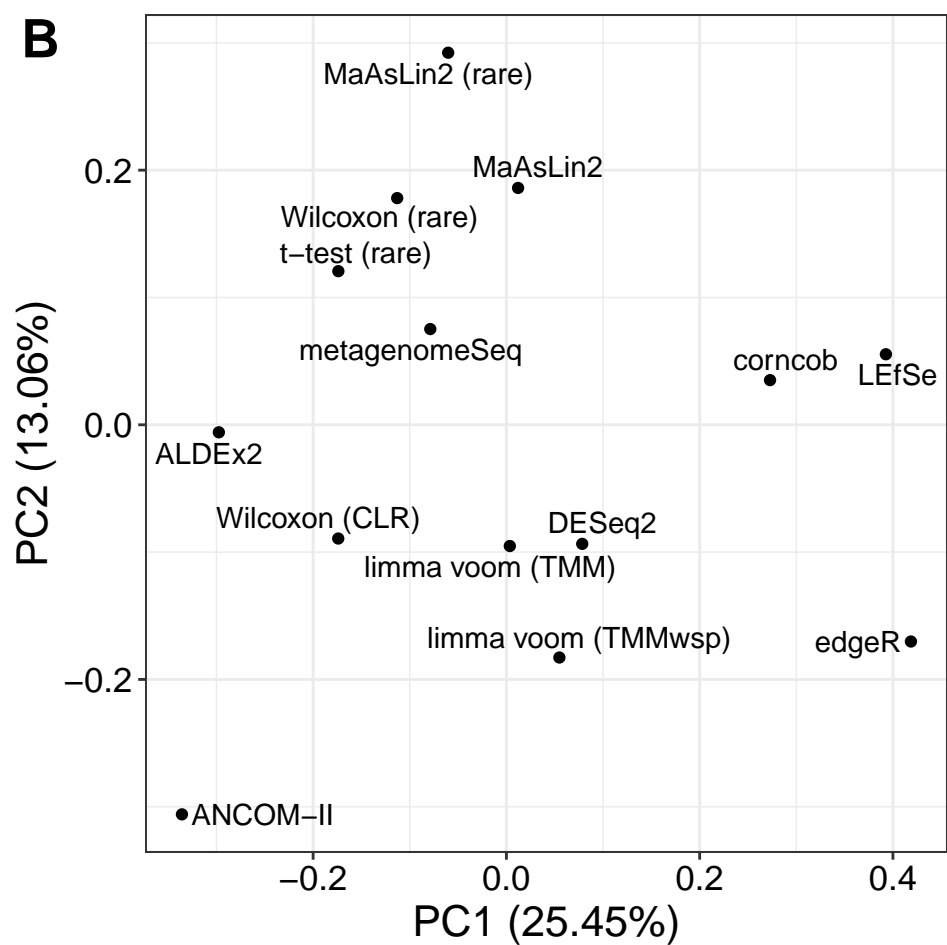 B
MaAsLin2 (rare)
MaAsLin2
Wilcoxon (rare)
t−test (rare)
metagenomeSeq
corncob
LEfSe
ALDEx2
Wilcoxon (CLR)
DESeq2
limma voom (TMM)
limma voom (TMMwsp)
edgeR
ANCOM−II
0.2
0.0
−0.2
PC2 (13.06%)
−0.2 0.0 0.2 0.4
PC1 (25.45%)